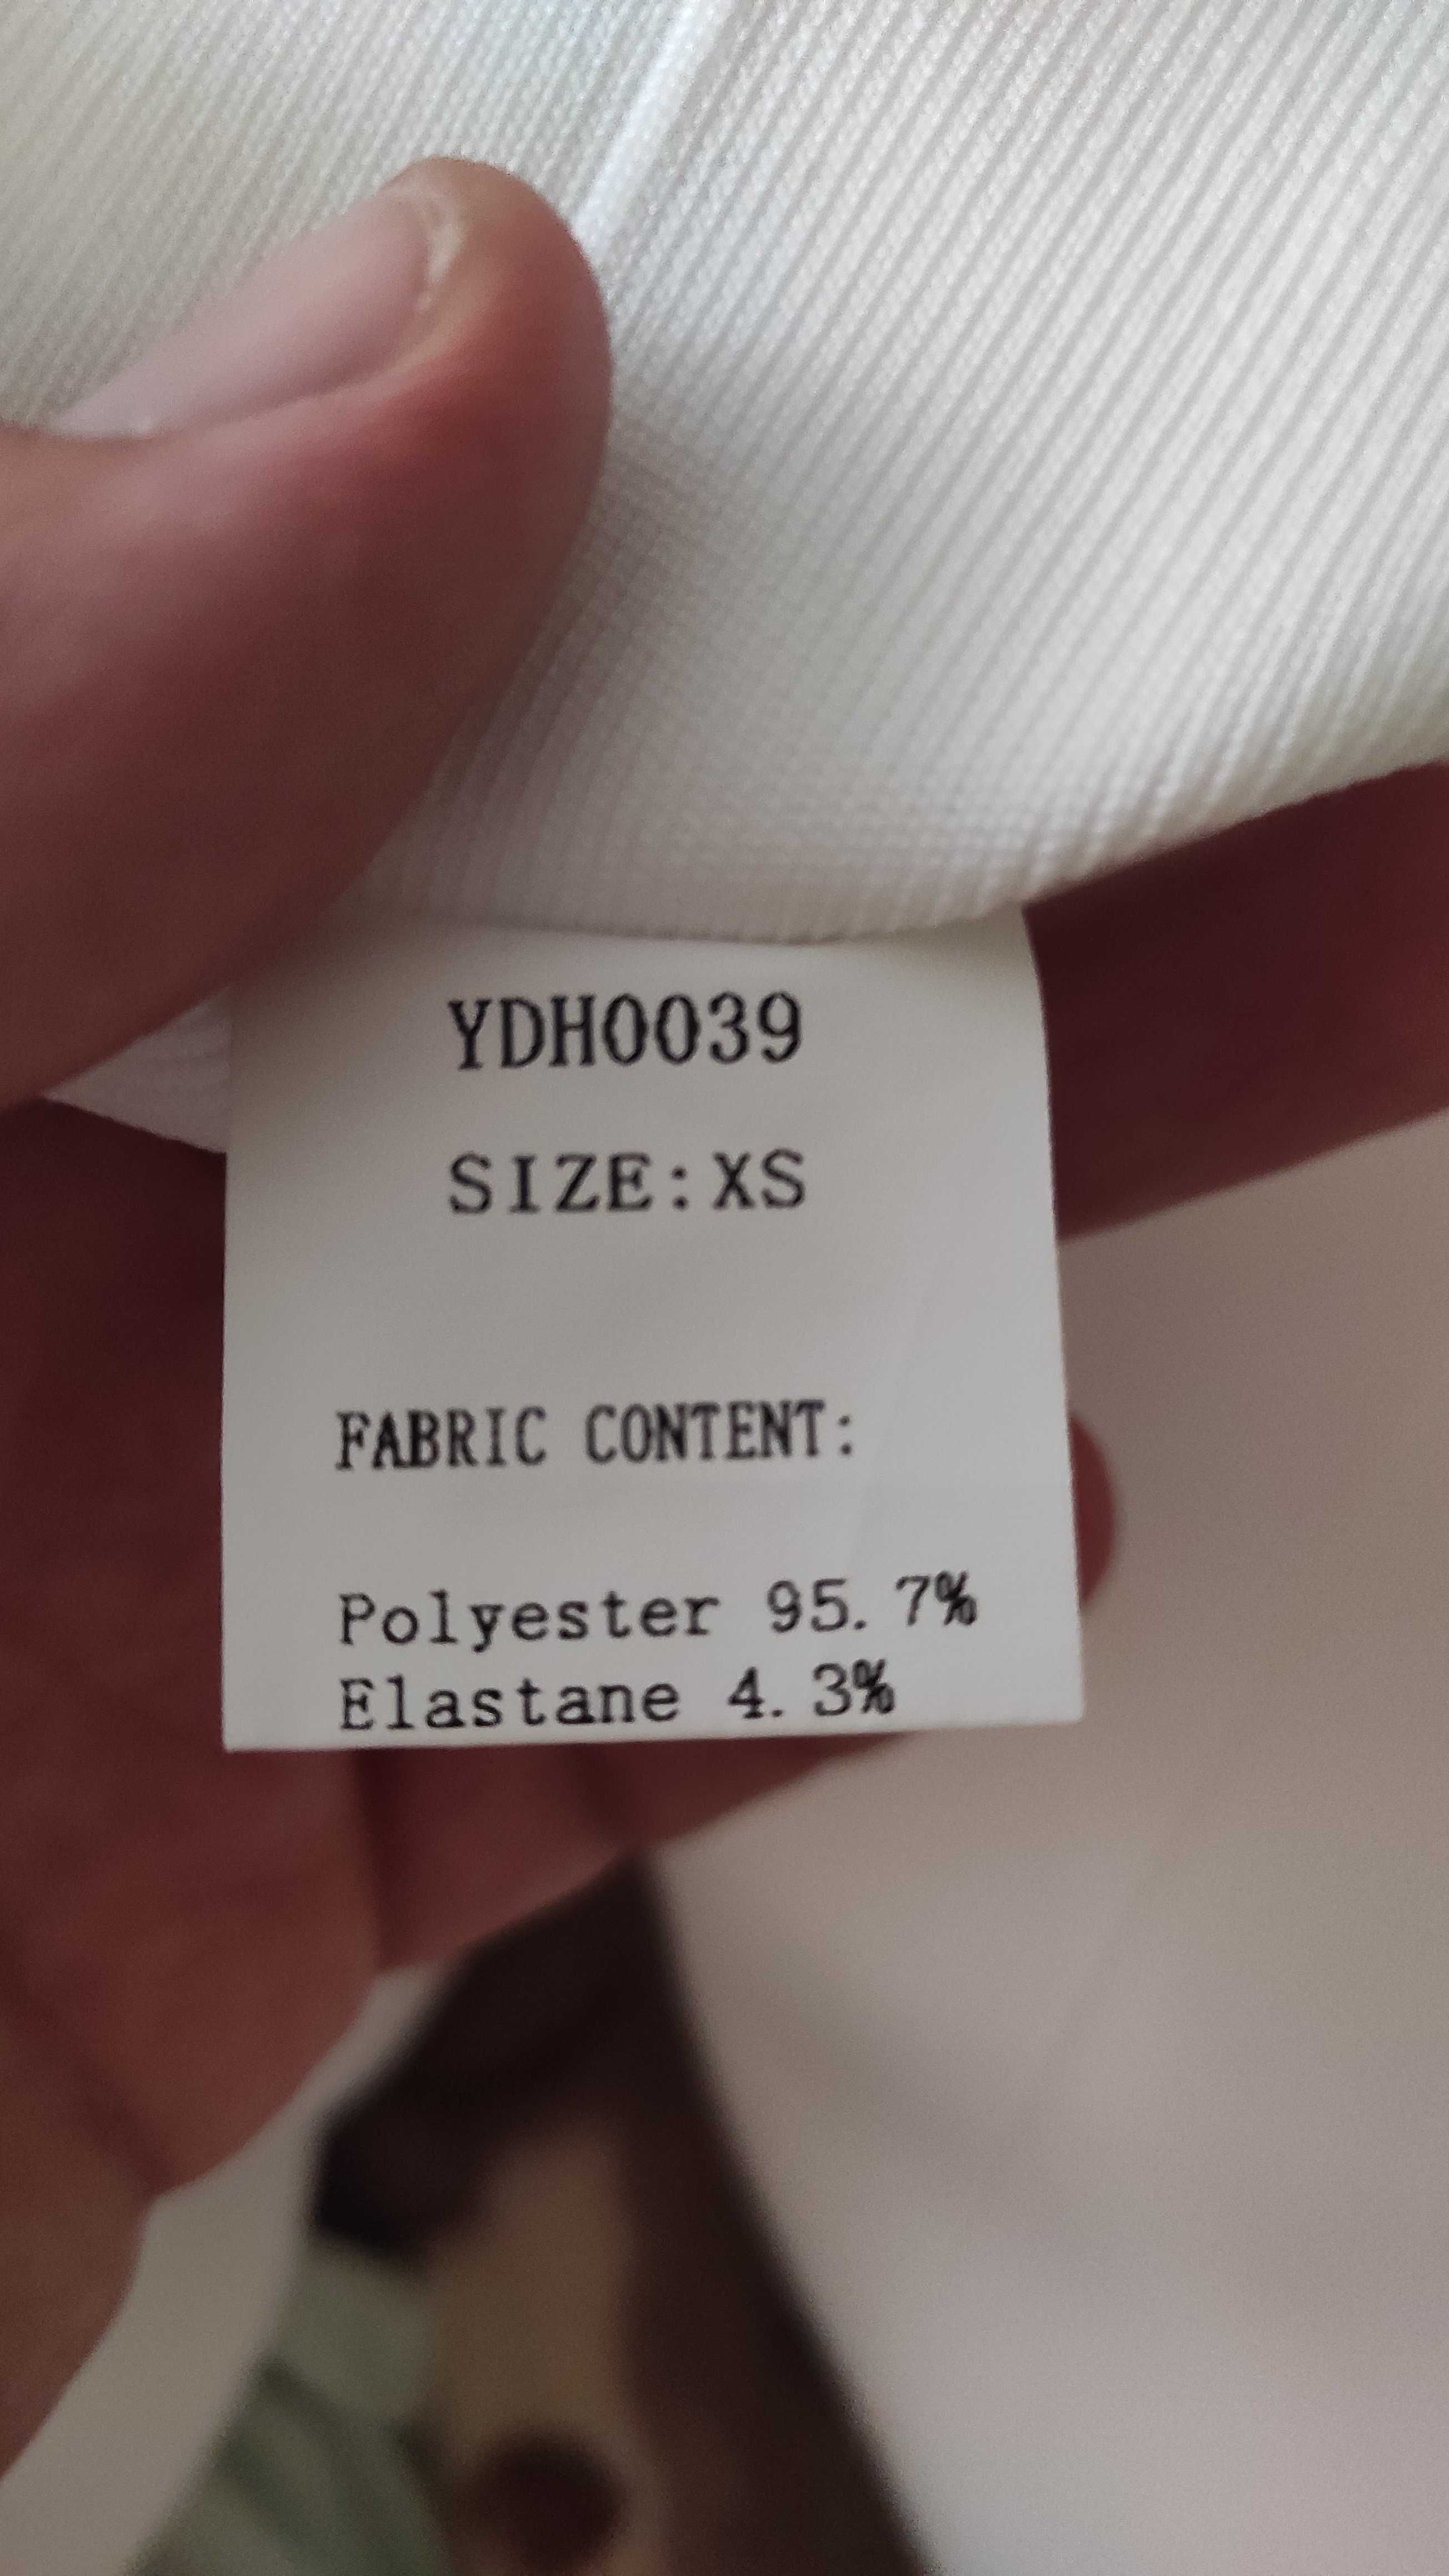 YDH0039
SIZE:XS
FABRIC CONTENT:
Polyester 95.7%
Elastane 4.3%